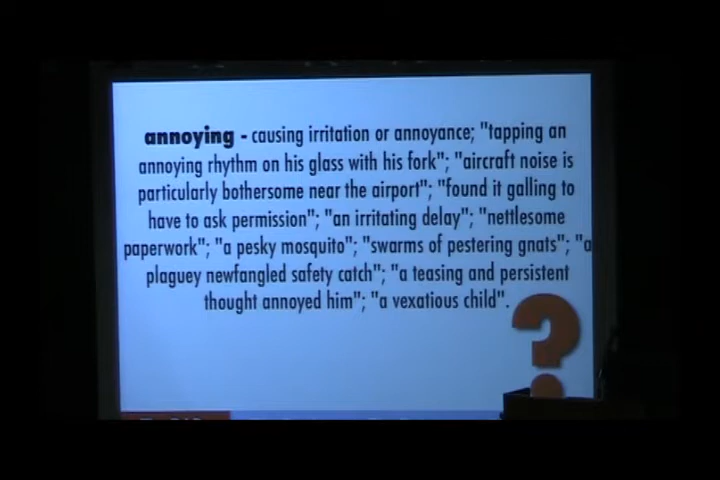 annoying - causing irritation or annoyance; "tapping an
annoying rhythm on his glass with his fork"; "aircraft noise is
particularly bothersome near the airport"; "found it galling to
have to ask permission"; "an irritating delay"; "nettlesome
paperwork"; "a pesky mosquito"; "swarms of pestering gnats"; "a
plaguey newfangled safety catch"; "a teasing and persistent
thought annoyed him"; "a vexatious child".
?